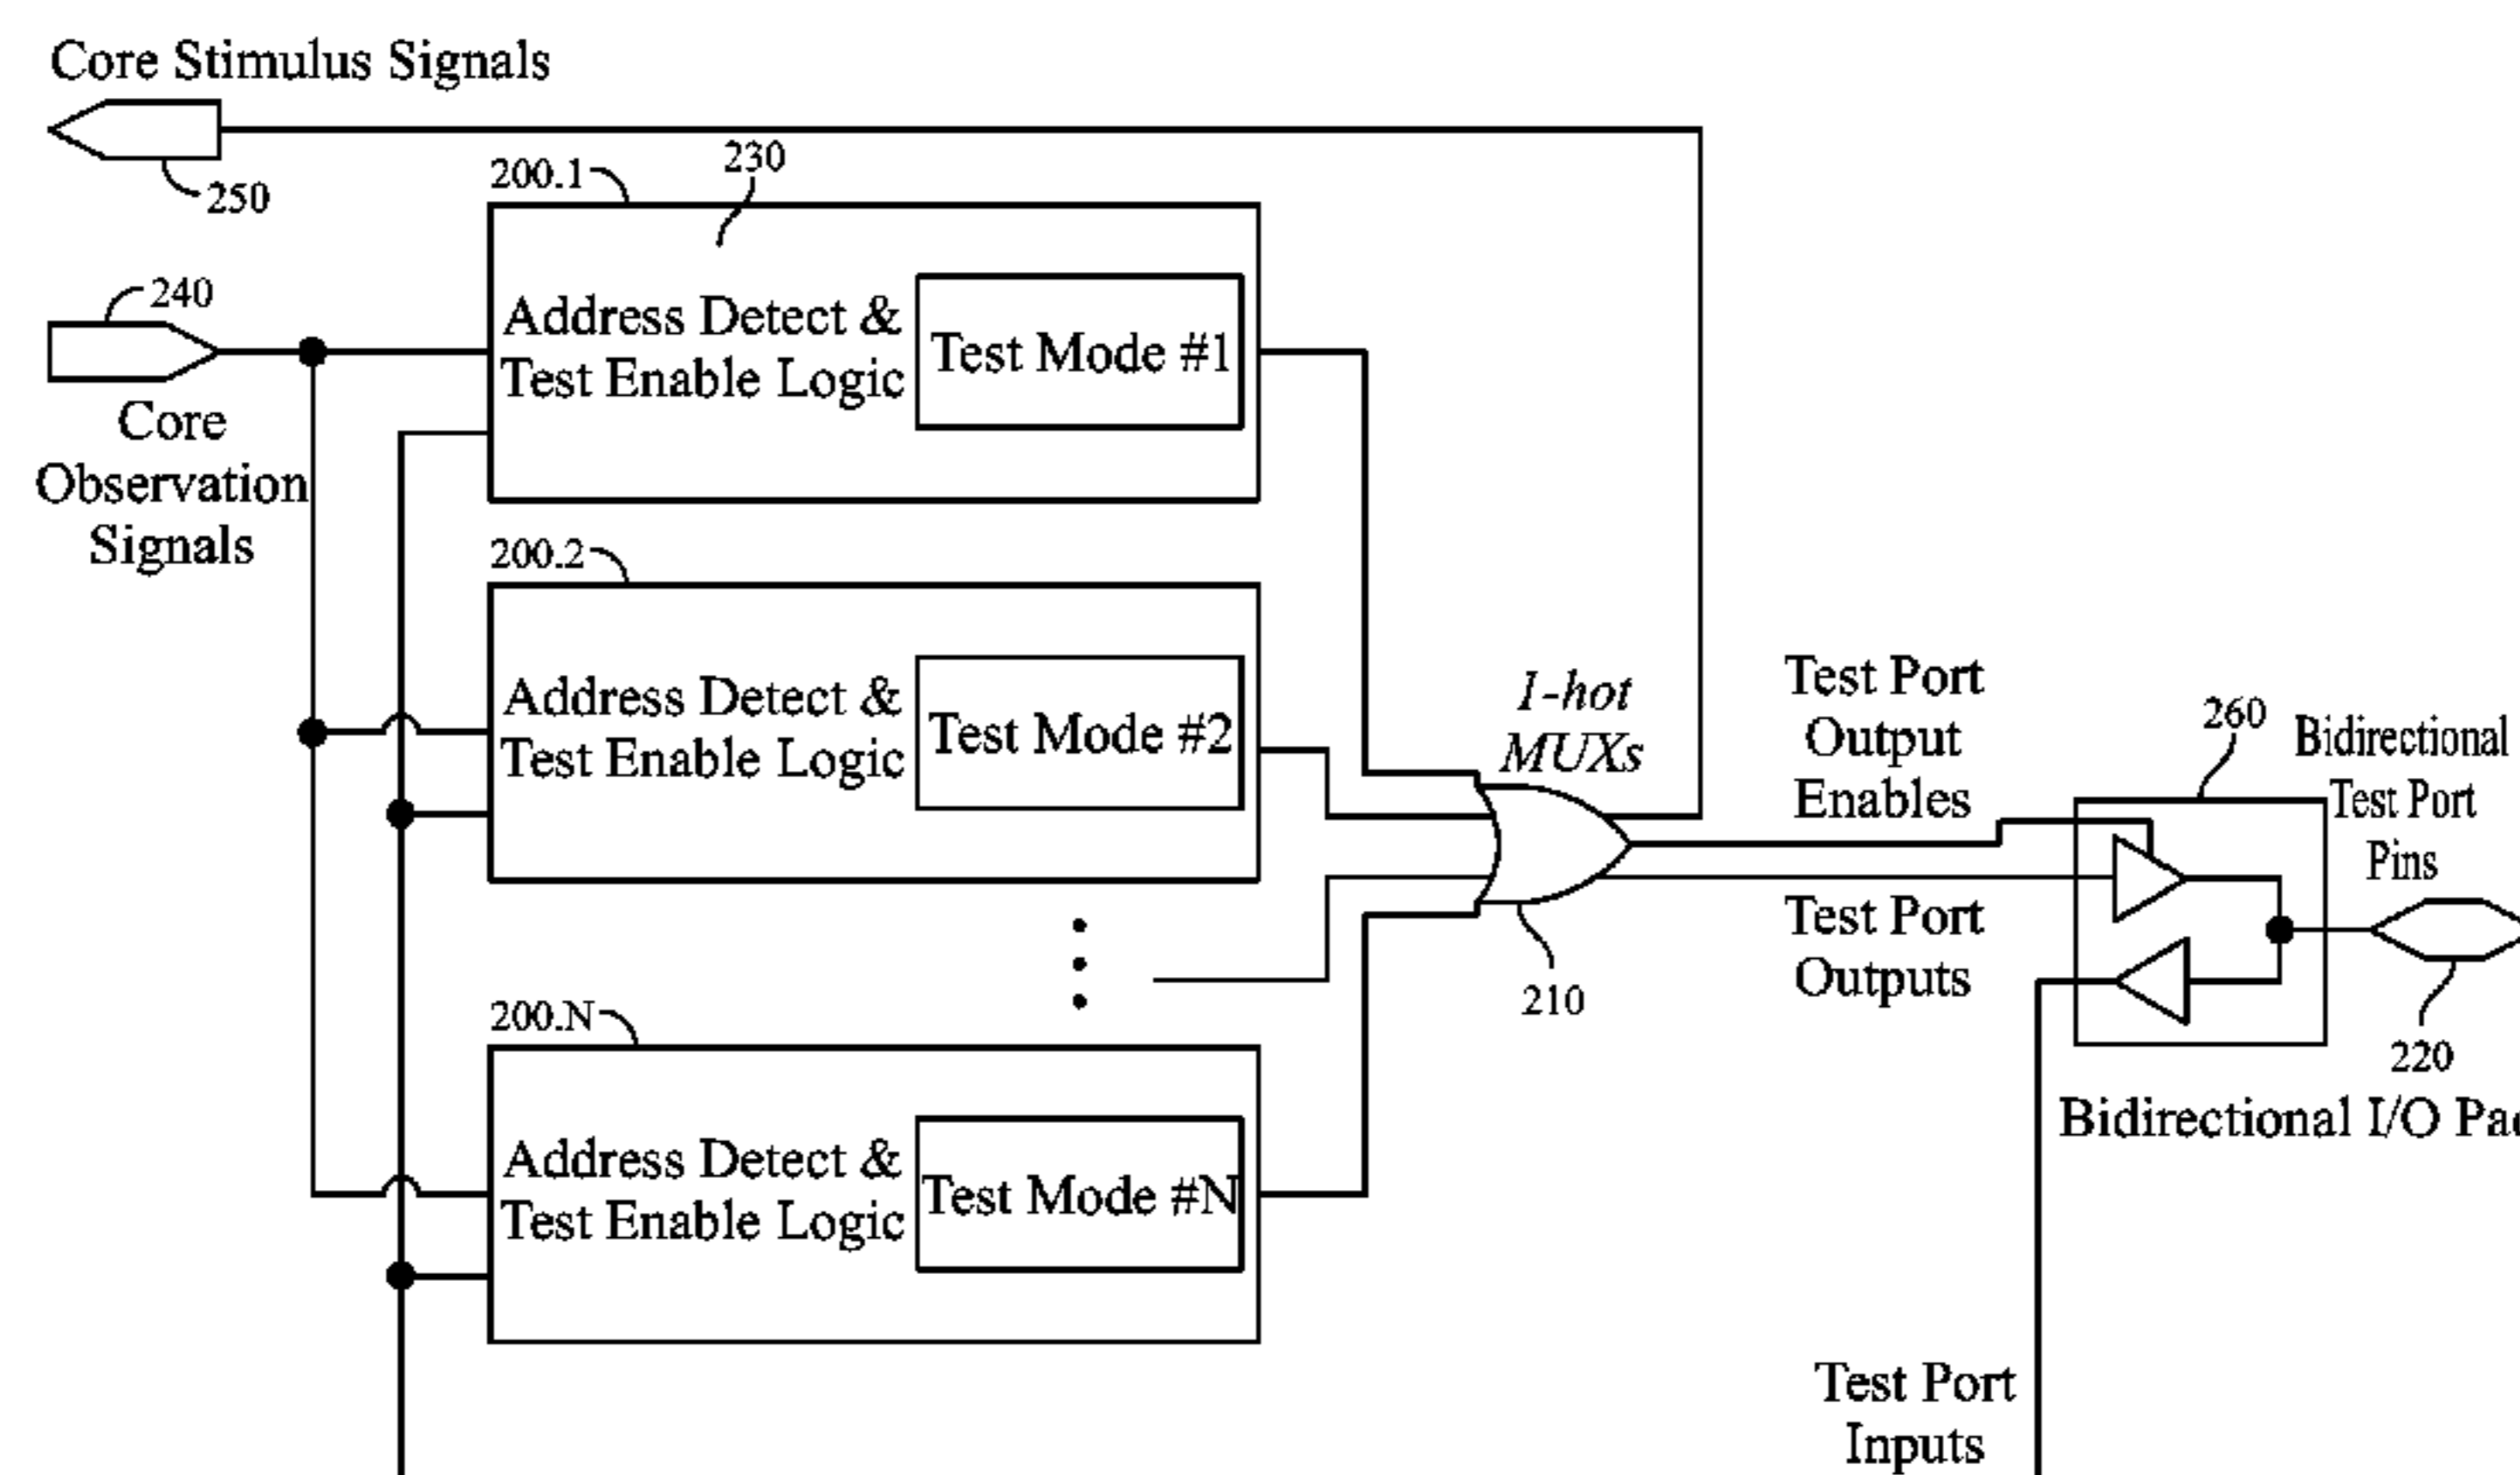 Core Stimulus Signals
250
240
Core
Observation
Signals
200.1
230
Address Detect &
Test Enable Logic
Test Mode #1
200.2
Address Detect &
Test Enable Logic
Test Mode #2
200.N
Address Detect &
Test Enable Logic
Test Mode #N
1-hot
MUXs
210
Test Port
Output
Enables
Test Port
Outputs
260
Bidirectional
Test Port
Pins
220
Bidirectional I/O
Test Port
Inputs